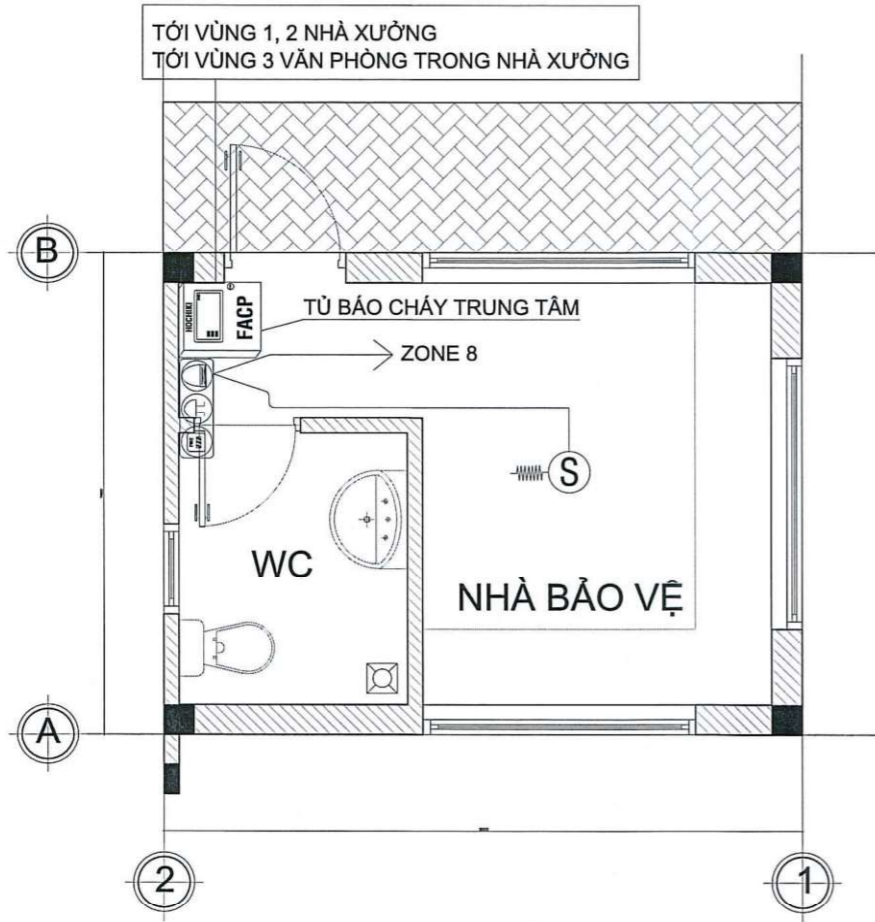 TỚI VÙNG 1, 2 NHÀ XƯỞNG
TỚI VÙNG 3 VĂN PHÒNG TRONG NHÀ XƯỞNG
B
HOCHIKI
FACP
TỦ BÁO CHÁY TRUNG TÂM
ZONE 8
S
WC
NHÀ BẢO VỆ
A
2
1